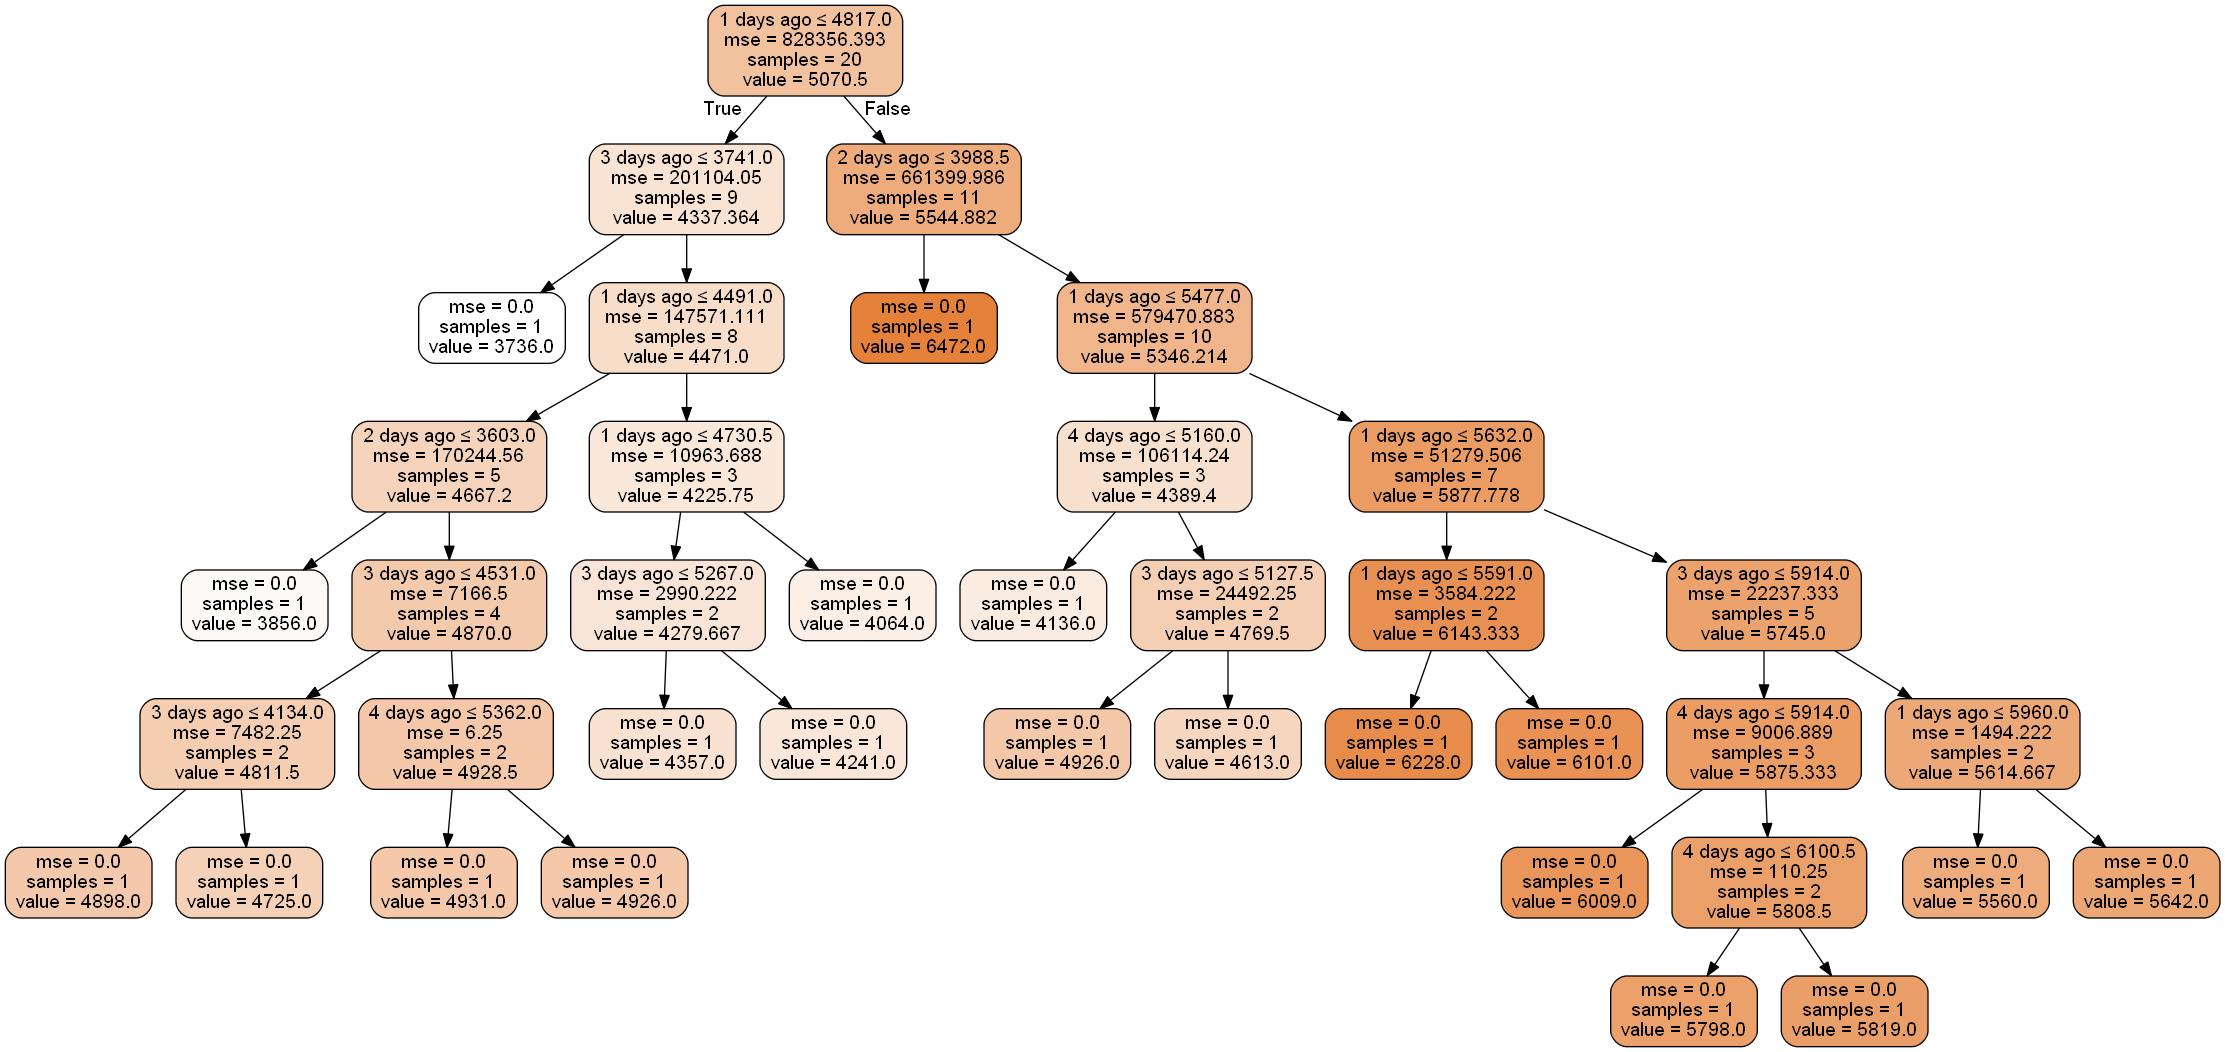 1 days ago ≤ 4817.0
mse = 828356.393
samples = 20
value = 5070.5
True
False
3 days ago ≤ 3741.0
mse = 201104.05
samples = 9
value = 4337.364
2 days ago ≤ 3988.5
mse = 661399.986
samples = 11
value = 5544.882
mse = 0.0
samples = 1
value = 3736.0
1 days ago ≤ 4491.0
mse = 147571.111
samples = 8
value = 4471.0
mse = 0.0
samples = 1
value = 6472.0
1 days ago ≤ 5477.0
mse = 579470.883
samples = 10
value = 5346.214
2 days ago ≤ 3603.0
mse = 170244.56
samples = 5
value = 4667.2
1 days ago ≤ 4730.5
mse = 10963.688
samples = 3
value = 4225.75
4 days ago ≤ 5160.0
mse = 106114.24
samples = 3
value = 4389.4
1 days ago ≤ 5632.0
mse = 51279.506
samples = 7
value = 5877.778
mse = 0.0
samples = 1
value = 3856.0
3 days ago ≤ 4531.0
mse = 7166.5
samples = 4
value = 4870.0
3 days ago ≤ 5267.0
mse = 2990.222
samples = 2
value = 4279.667
mse = 0.0
samples = 1
value = 4064.0
mse = 0.0
samples = 1
value = 4136.0
3 days ago ≤ 5127.5
mse = 24492.25
samples = 2
value = 4769.5
1 days ago ≤ 5591.0
mse = 3584.222
samples = 2
value = 6143.333
3 days ago ≤ 5914.0
mse = 22237.333
samples = 5
value = 5745.0
3 days ago ≤ 4134.0
mse = 7482.25
samples = 2
value = 4811.5
4 days ago ≤ 5362.0
mse = 6.25
samples = 2
value = 4928.5
mse = 0.0
samples = 1
value = 4357.0
mse = 0.0
samples = 1
value = 4241.0
mse = 0.0
samples = 1
value = 4926.0
mse = 0.0
samples = 1
value = 4613.0
mse = 0.0
samples = 1
value = 6228.0
mse = 0.0
samples = 1
value = 6101.0
4 days ago ≤ 5914.0
mse = 9006.889
samples = 3
value = 5875.333
1 days ago ≤ 5960.0
mse = 1494.222
samples = 2
value = 5614.667
mse = 0.0
samples = 1
value = 4898.0
mse = 0.0
samples = 1
value = 4725.0
mse = 0.0
samples = 1
value = 4931.0
mse = 0.0
samples = 1
value = 4926.0
mse = 0.0
samples = 1
value = 6009.0
4 days ago ≤ 6100.5
mse = 110.25
samples = 2
value = 5808.5
mse = 0.0
samples = 1
value = 5560.0
mse = 0.0
samples = 1
value = 5642.0
mse = 0.0
samples = 1
value = 5798.0
mse = 0.0
samples = 1
value = 5819.0